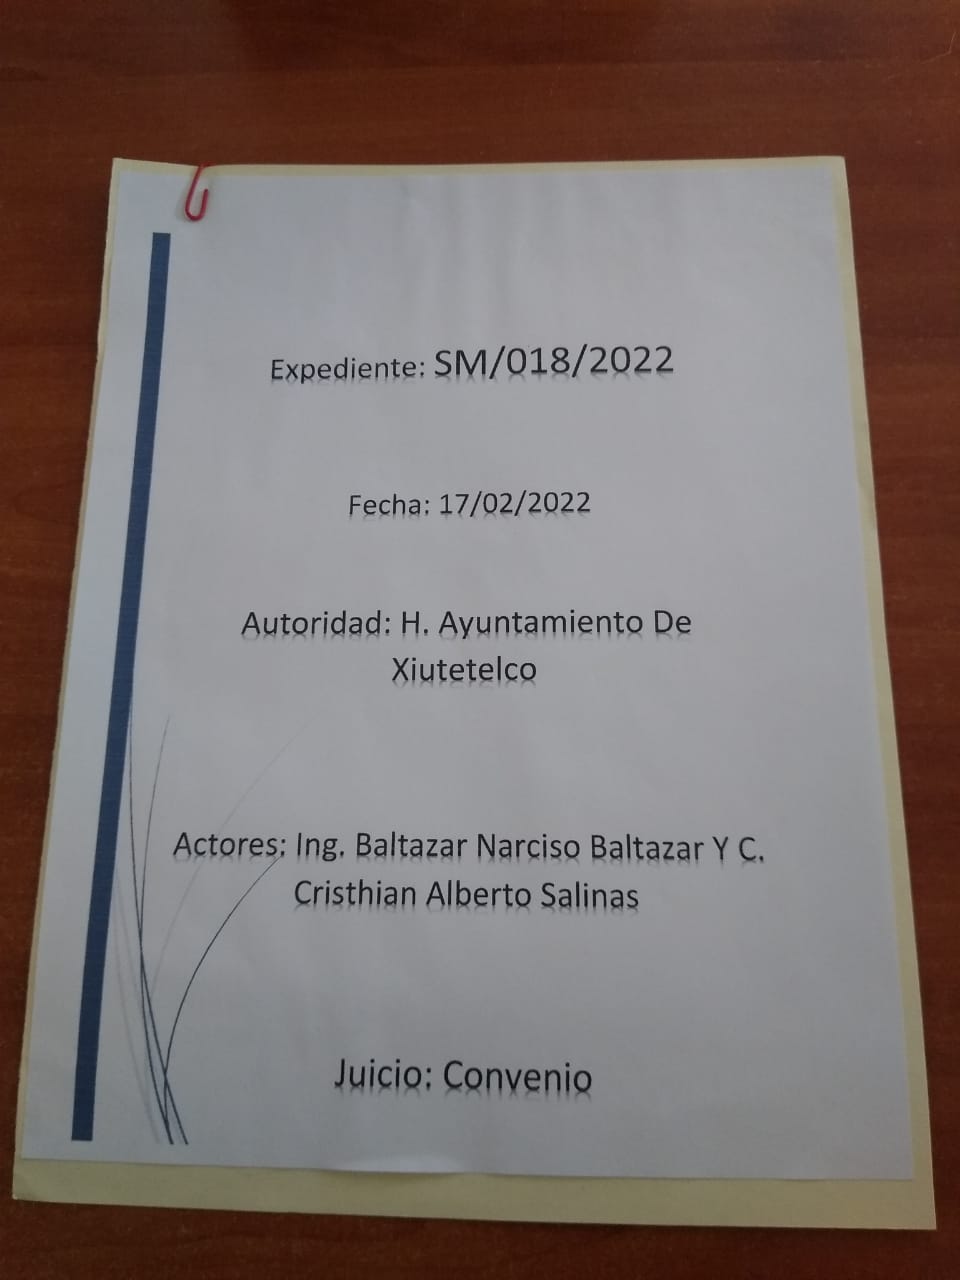 Expediente: SM/018/2022
Fecha: 17/02/2022
Autoridad: H. Ayuntamiento De
Xiutetelco
Actores: Ing. Baltazar Narciso Baltazar Y C.
Cristhian Alberto Salinas
Juicio: Convenio